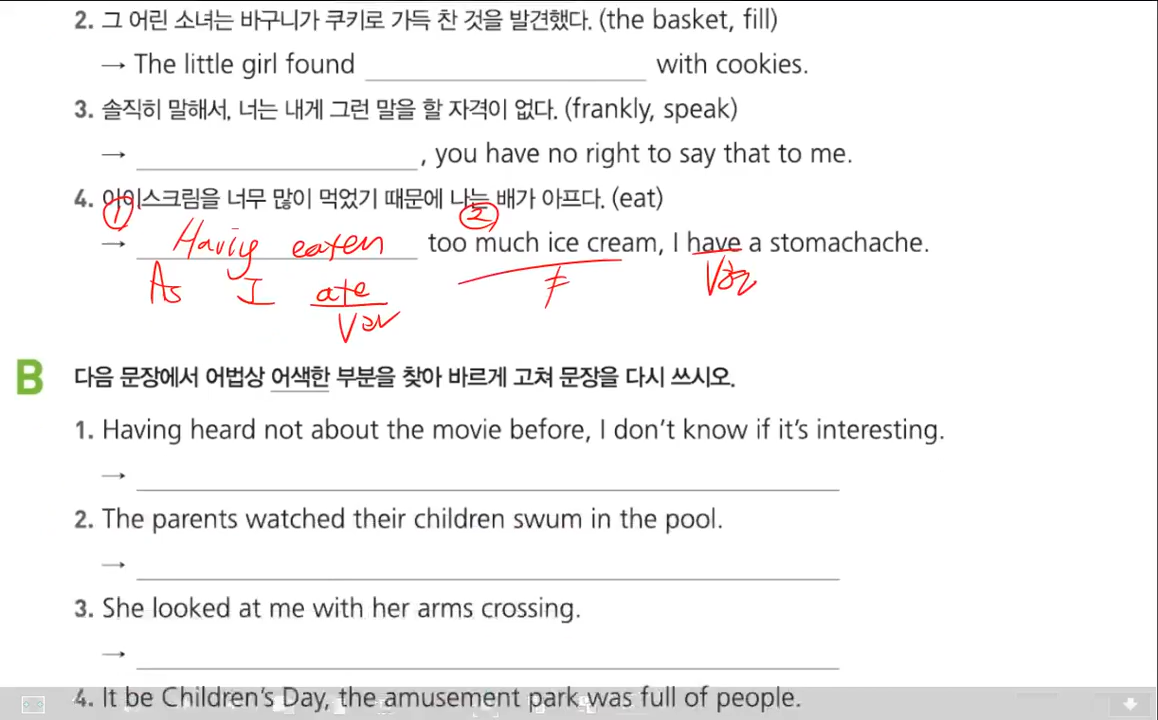 2. 그 어린 소녀는 바구니가 쿠키로 가득 찬 것을 발견했다. (the basket, fill)
→ The little girl found ____________ with cookies.
3. 솔직히 말해서, 너는 내게 그런 말을 할 자격이 없다. (frankly, speak)
→ ____________, you have no right to say that to me.
4. 아이스크림을 너무 많이 먹었기 때문에 나는 배가 아프다. (eat)
① ②
→ Having eaten too much ice cream, I have a stomachache.
As I ate ≠
B 다음 문장에서 어법상 어색한 부분을 찾아 바르게 고쳐 문장을 다시 쓰시오.
1. Having heard not about the movie before, I don't know if it's interesting.
→ ____________
2. The parents watched their children swum in the pool.
→ ____________
3. She looked at me with her arms crossing.
→ ____________
4. It be Children's Day, the amusement park was full of people.